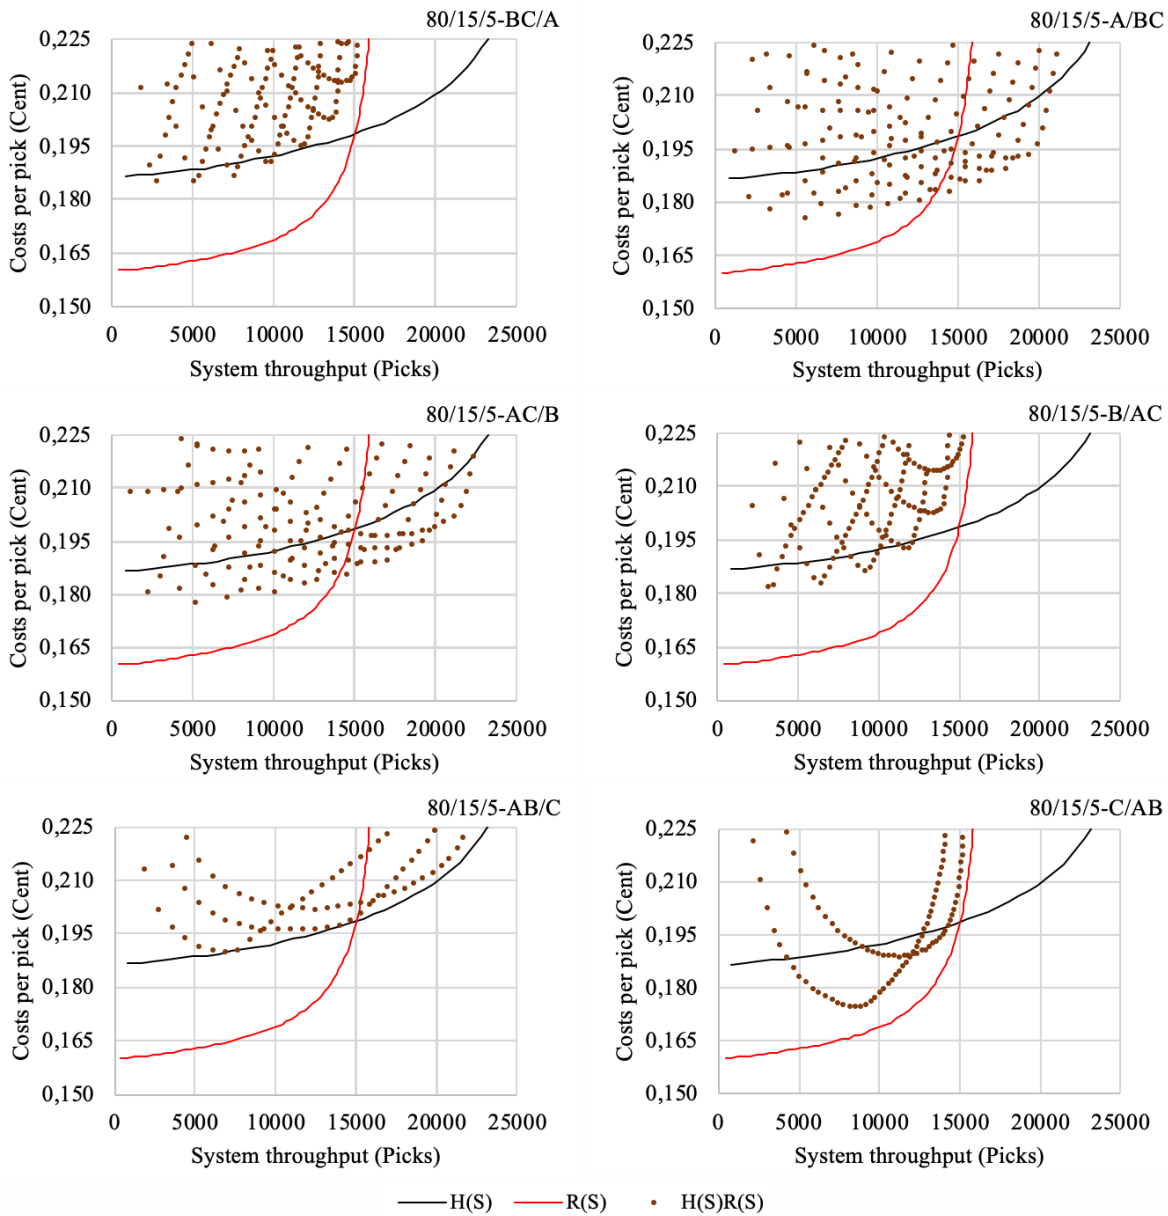 80/15/5-BC/A
0,225
0,210
0,195
0,180
0,165
0,150
Costs per pick (Cent)
0 5000 10000 15000 20000 25000
System throughput (Picks)
80/15/5-A/BC
0,225
0,210
0,195
0,180
0,165
0,150
Costs per pick (Cent)
0 5000 10000 15000 20000 25000
System throughput (Picks)
80/15/5-AC/B
0,225
0,210
0,195
0,180
0,165
0,150
Costs per pick (Cent)
0 5000 10000 15000 20000 25000
System throughput (Picks)
80/15/5-B/AC
0,225
0,210
0,195
0,180
0,165
0,150
Costs per pick (Cent)
0 5000 10000 15000 20000 25000
System throughput (Picks)
80/15/5-AB/C
0,225
0,210
0,195
0,180
0,165
0,150
Costs per pick (Cent)
0 5000 10000 15000 20000 25000
System throughput (Picks)
80/15/5-C/AB
0,225
0,210
0,195
0,180
0,165
0,150
Costs per pick (Cent)
0 5000 10000 15000 20000 25000
System throughput (Picks)
H(S) R(S) H(S)R(S)